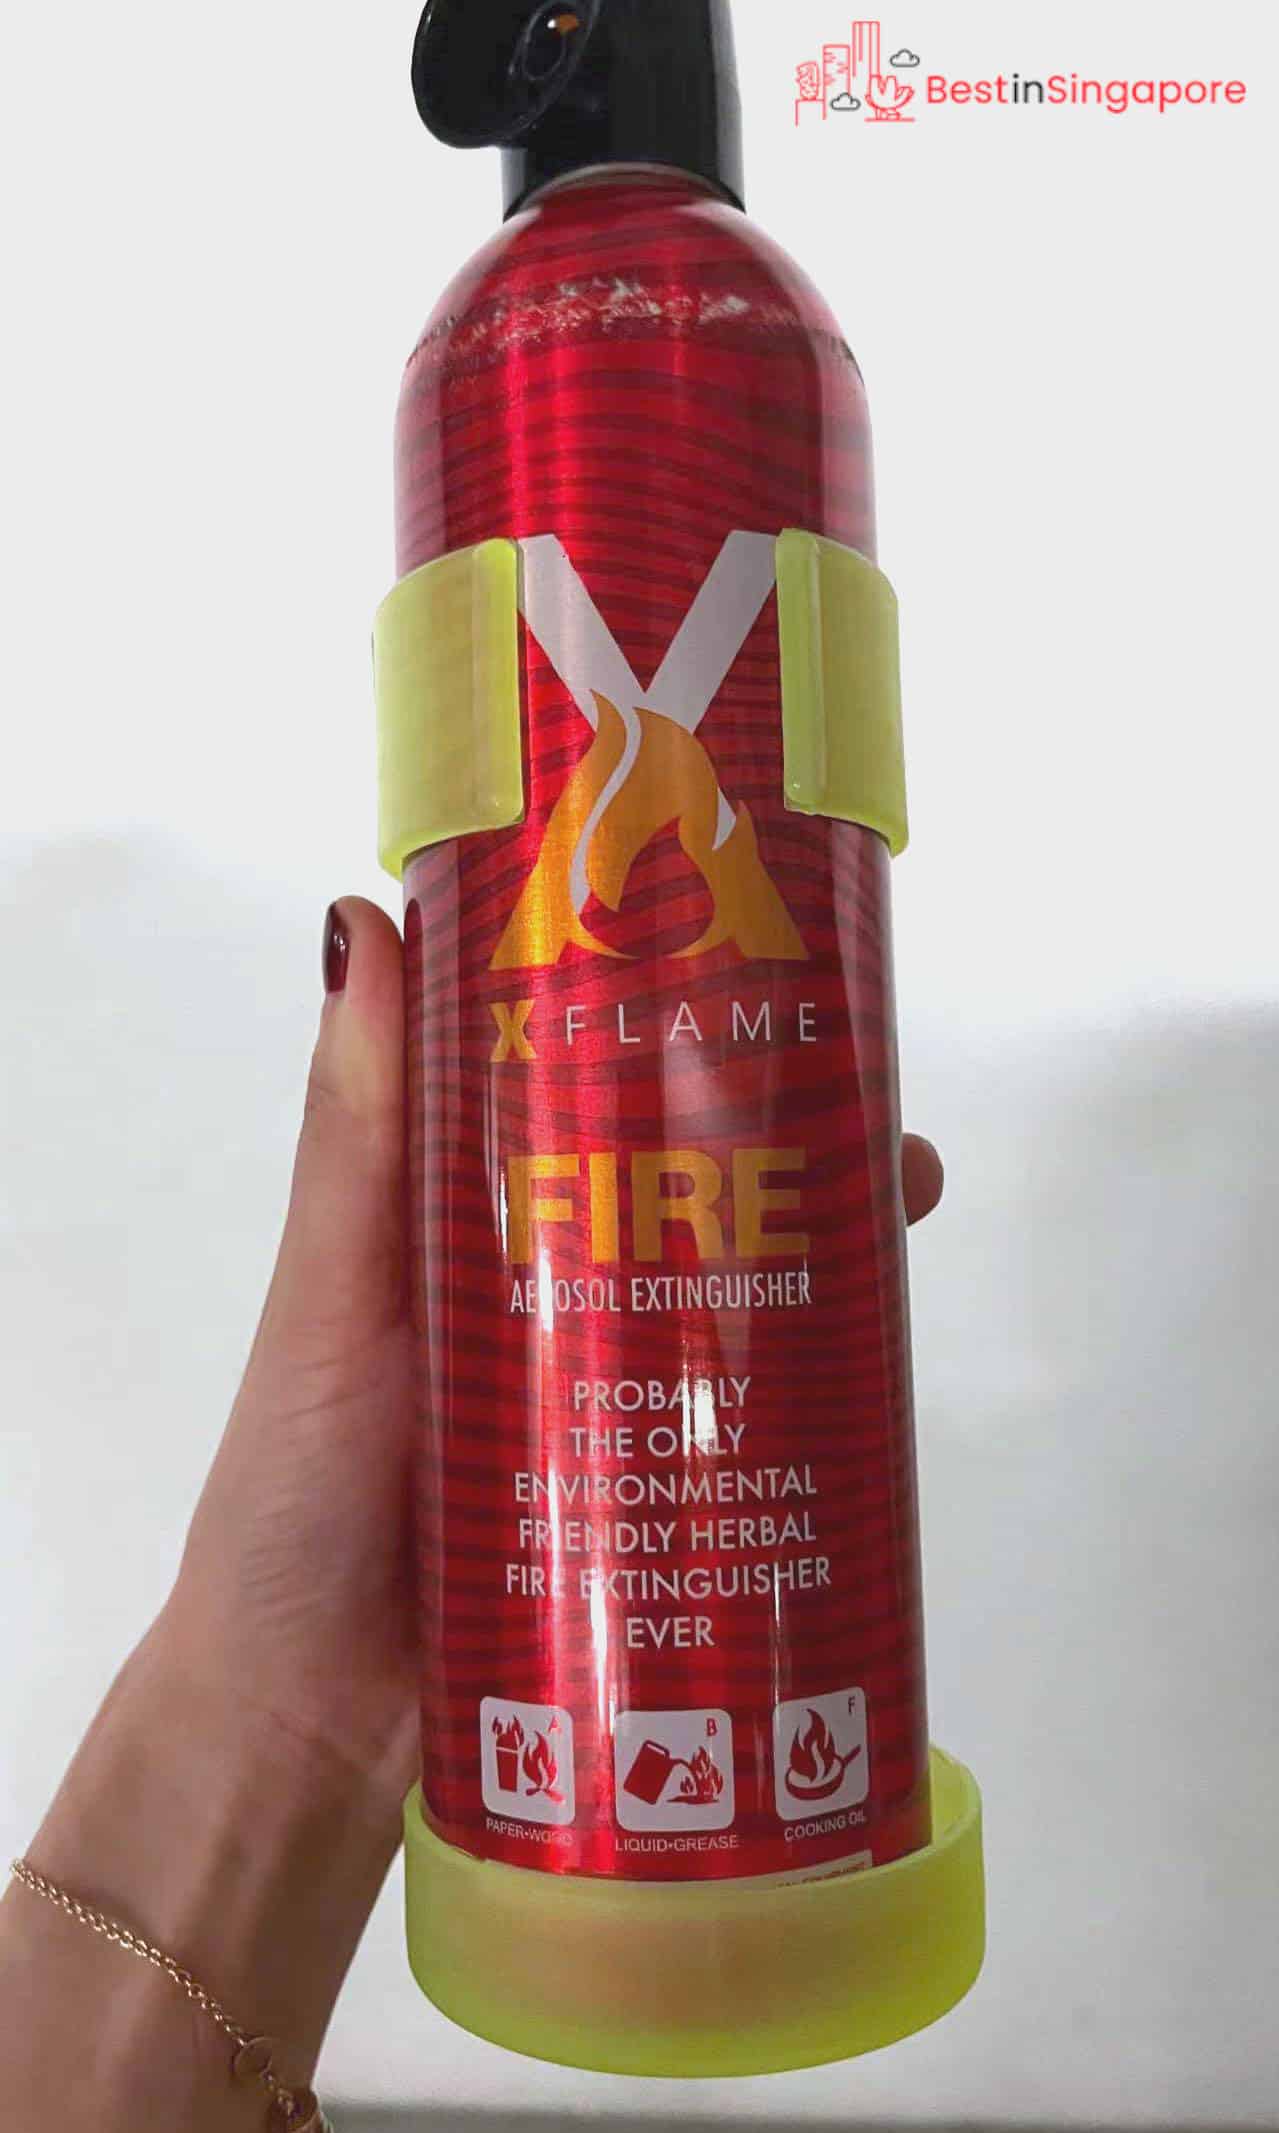 BestinSingapore
X FLAME
FIRE
AEROSOL EXTINGUISHER
PROBABLY
THE ONLY
ENVIRONMENTAL
FRIENDLY HERBAL
FIRE EXTINGUISHER
EVER
A
B
F
PAPER•WOOD
LIQUID•GREASE
COOKING OIL